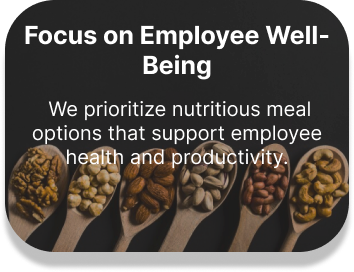 Focus on Employee Well-
Being
We prioritize nutritious meal
options that support employee
health and productivity.